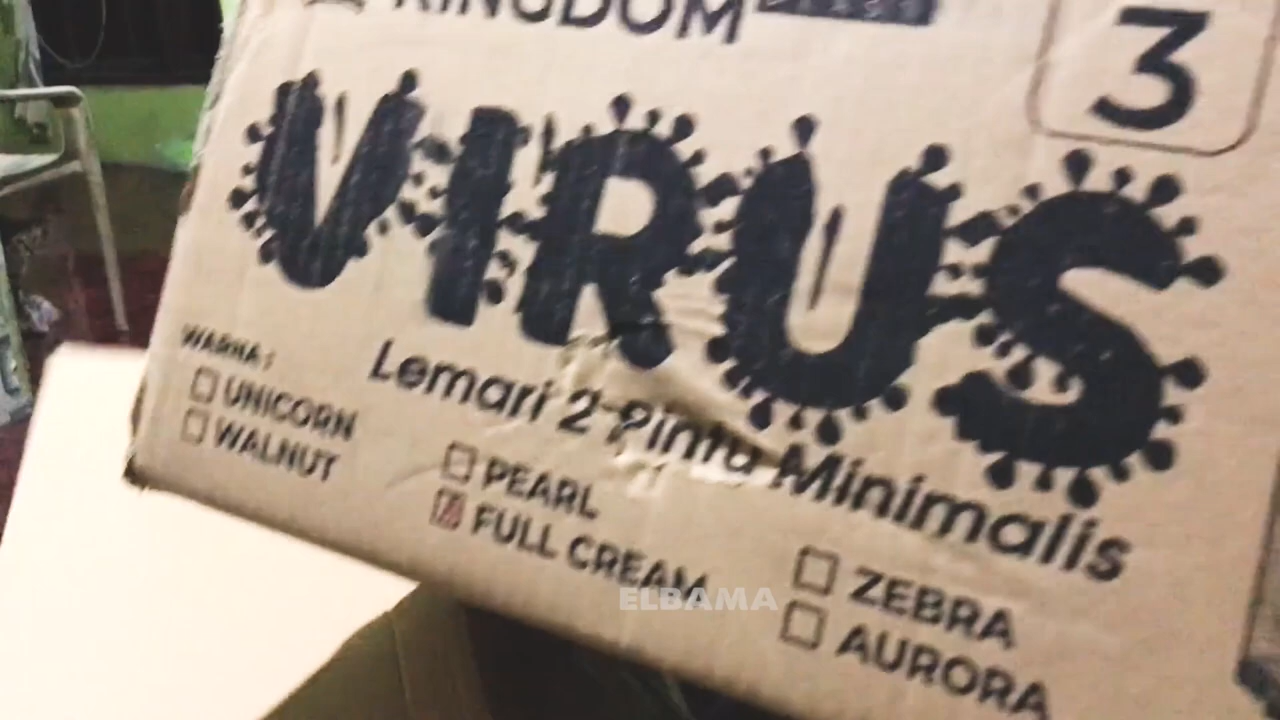 KINGDOM
3
VIRUS
Lemari 2 Pintu Minimalis
WARNA :
UNICORN
WALNUT
PEARL
FULL CREAM
ZEBRA
AURORA
ELBAMA